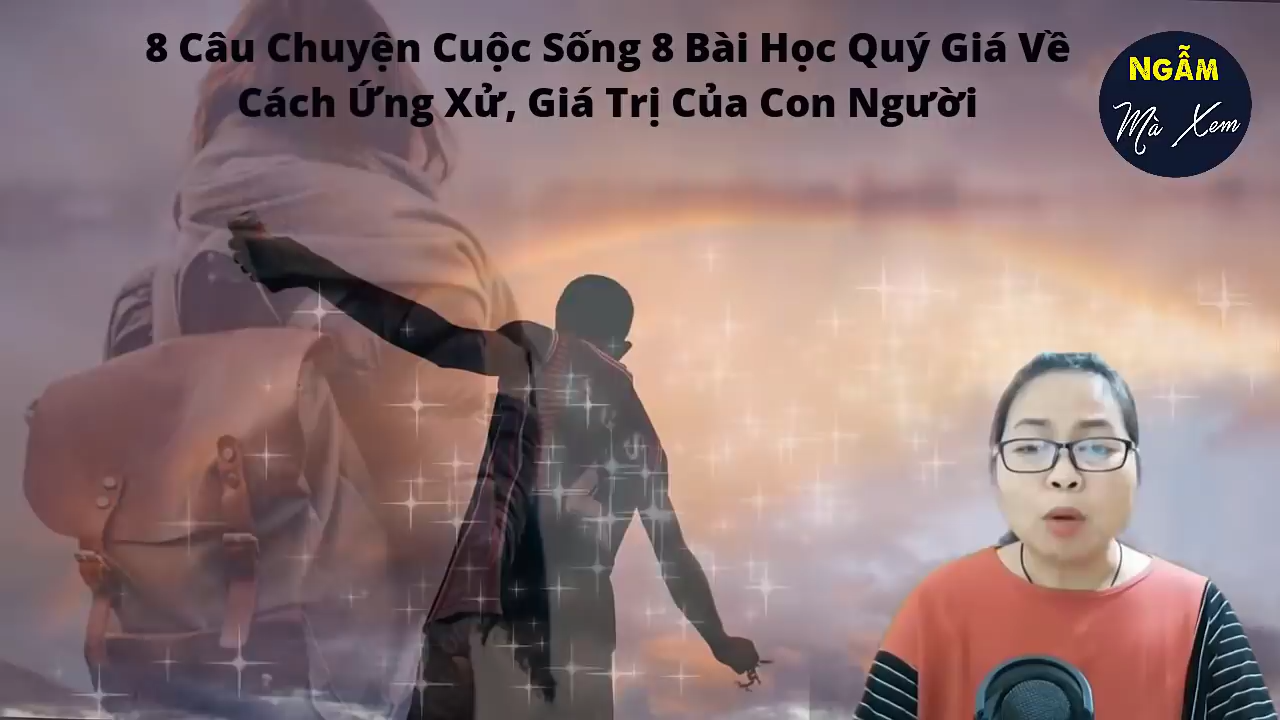 8 Câu Chuyện Cuộc Sống 8 Bài Học Quý Giá Về
Cách Ứng Xử, Giá Trị Của Con Người
NGẪM
Mà Xem